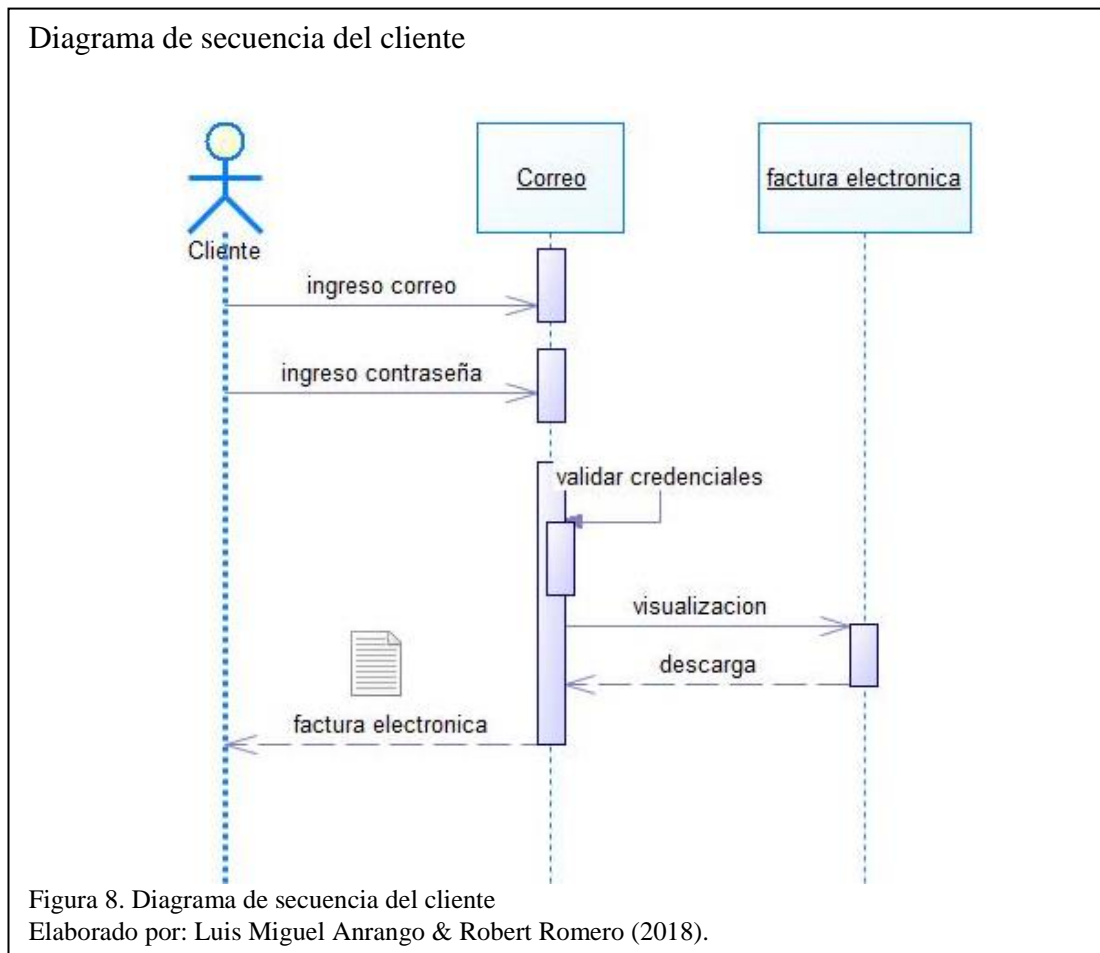 Diagrama de secuencia del cliente
Cliente
Correo
factura electronica
ingreso correo
ingreso contraseña
validar credenciales
visualizacion
descarga
factura electronica
Figura 8. Diagrama de secuencia del cliente
Elaborado por: Luis Miguel Anrango & Robert Romero (2018).